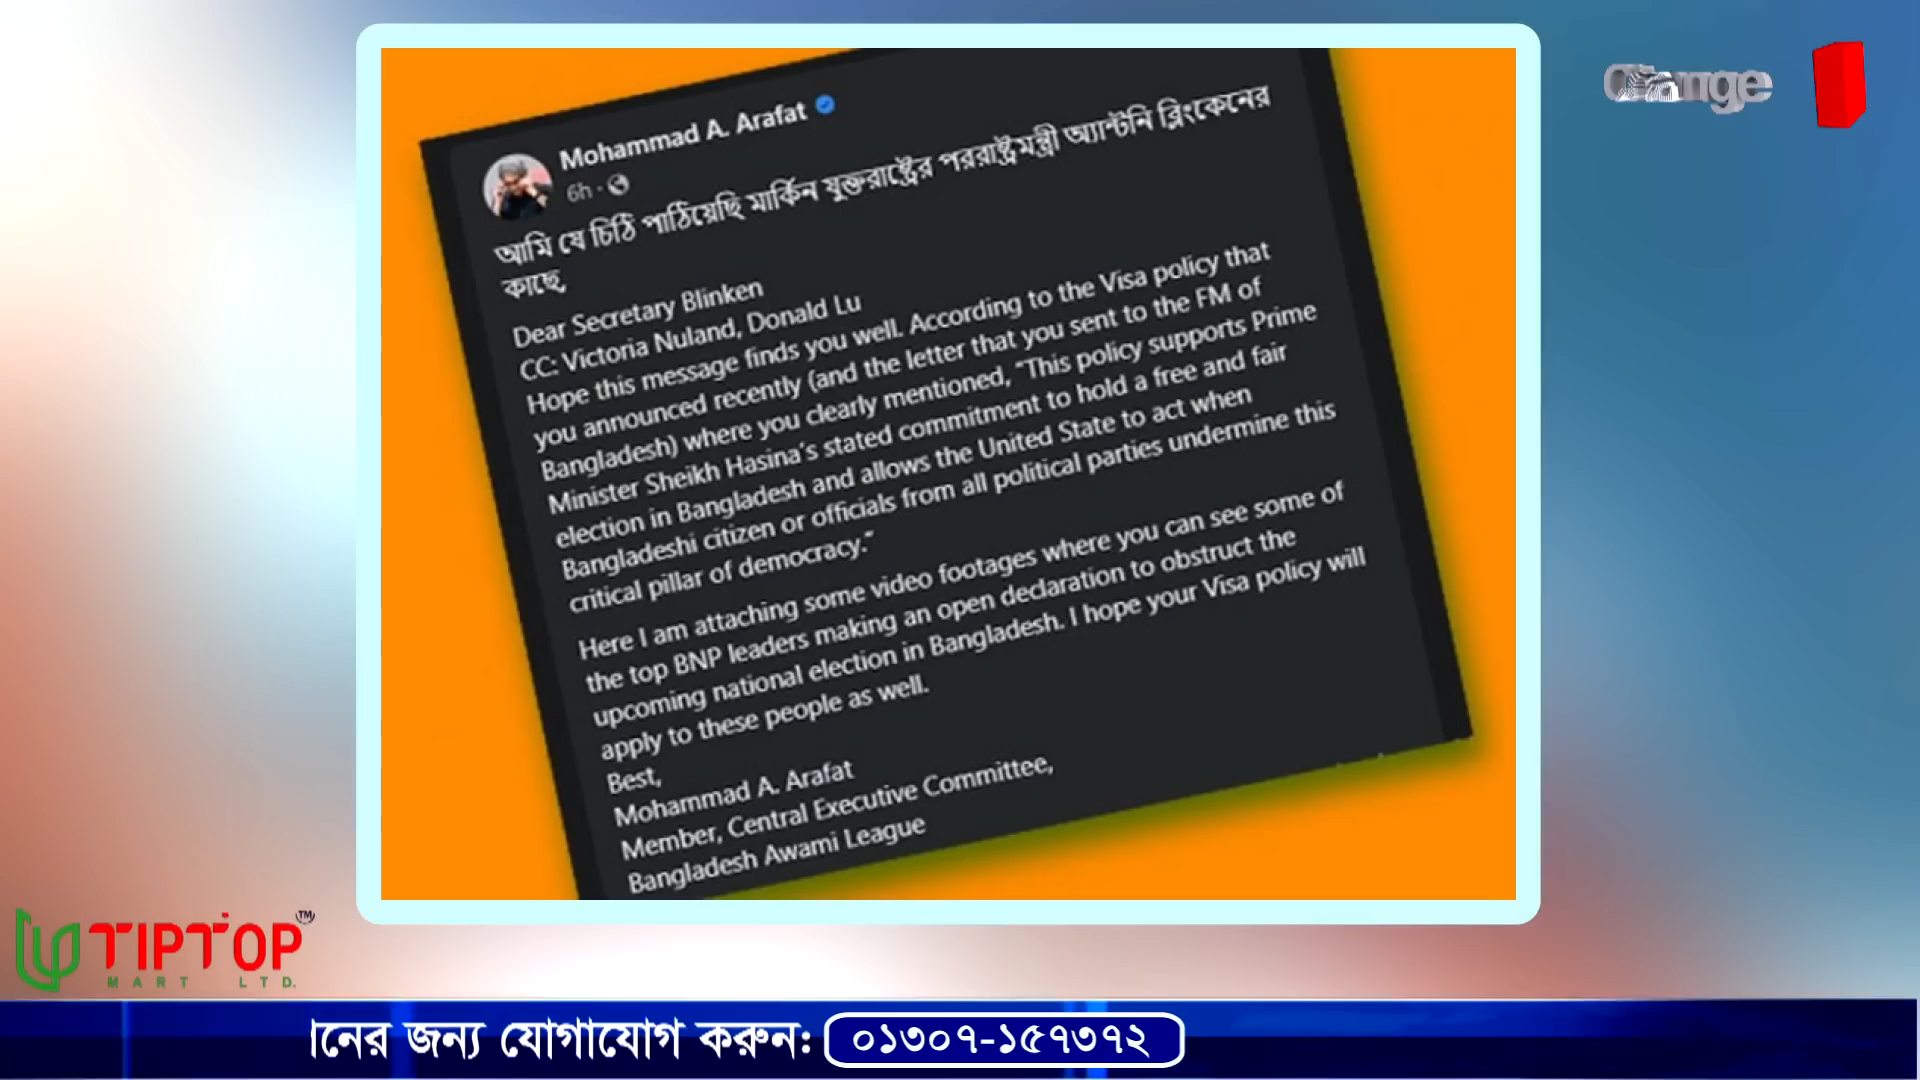 Change
Mohammad A. Arafat
6h ·
আমি যে চিঠি পাঠিয়েছি মার্কিন যুক্তরাষ্ট্রের পররাষ্ট্রমন্ত্রী অ্যান্টনি ব্লিংকেনের
কাছে,
Dear Secretary Blinken
CC: Victoria Nuland, Donald Lu
Hope this message finds you well. According to the Visa policy that
you announced recently (and the letter that you sent to the FM of
Bangladesh) where you clearly mentioned, "This policy supports Prime
Minister Sheikh Hasina's stated commitment to hold a free and fair
election in Bangladesh and allows the United State to act when
Bangladeshi citizen or officials from all political parties undermine this
critical pillar of democracy."
Here I am attaching some video footages where you can see some of
the top BNP leaders making an open declaration to obstruct the
upcoming national election in Bangladesh. I hope your Visa policy will
apply to these people as well.
Best,
Mohammad A. Arafat
Member, Central Executive Committee,
Bangladesh Awami League
TIPTOP TM
MART LTD.
নের জন্য যোগাযোগ করুন: ০১৩০৭-১৫৭৩৭২